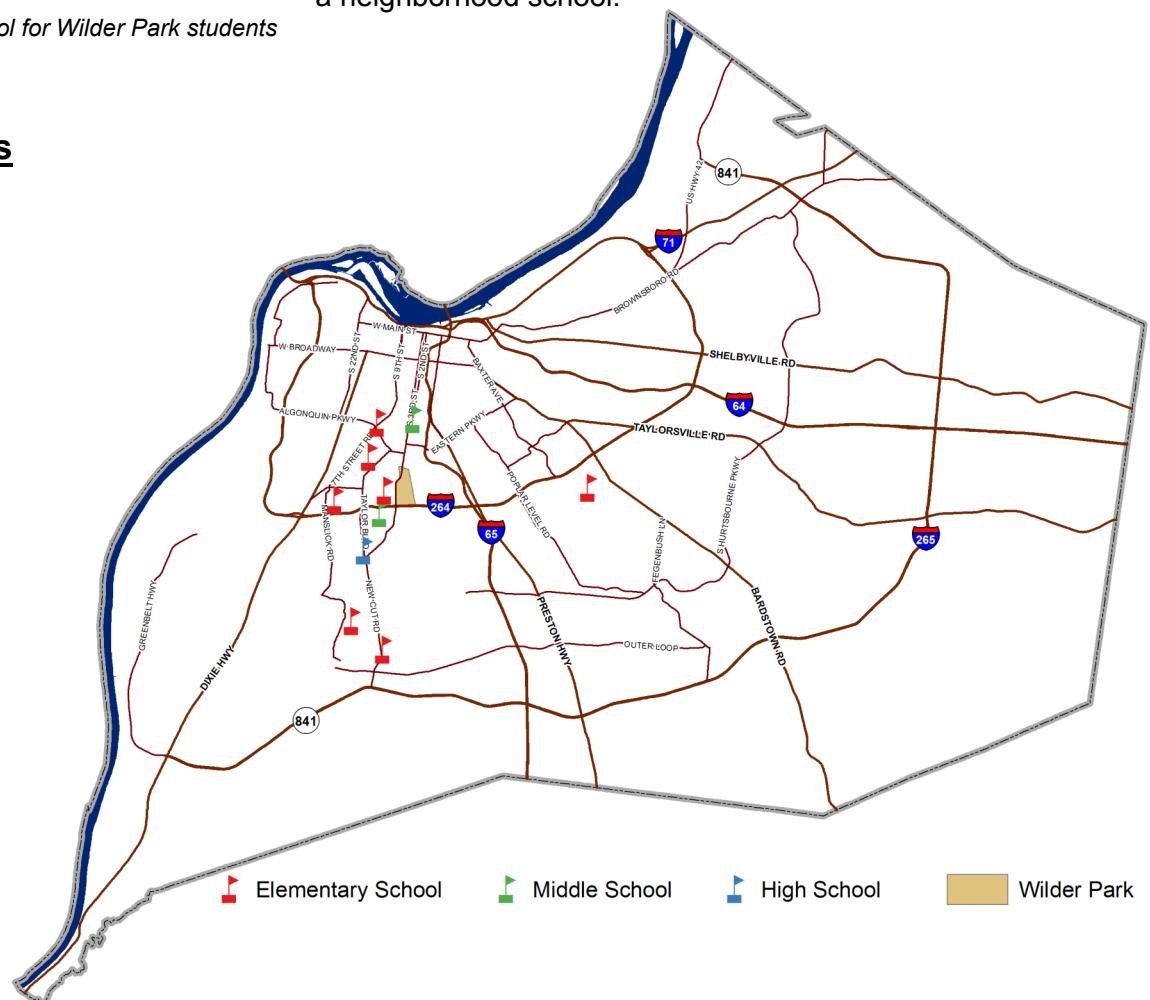 a neighborhood school.
ol for Wilder Park students
s
841
US HWY 42
71
BROWNSBORO RD
W MAIN ST
S 22ND ST
S 9TH ST
S 2ND ST
W BROADWAY
BAXTER AVE
SHELBYVILLE RD
64
S 3RD ST
ALGONQUIN PKWY
EASTERN PKWY
TAYLORSVILLE RD
7TH STREET RD
POPLAR LEVEL RD
S HURTSBOURNE PKWY
264
TAYLOR BLVD
MANSLICK RD
65
265
FEGENBUSH LN
GREENBELT HWY
NEW CUT RD
PRESTON HWY
BARDSTOWN RD
OUTER LOOP
DIXIE HWY
841
Elementary School
Middle School
High School
Wilder Park